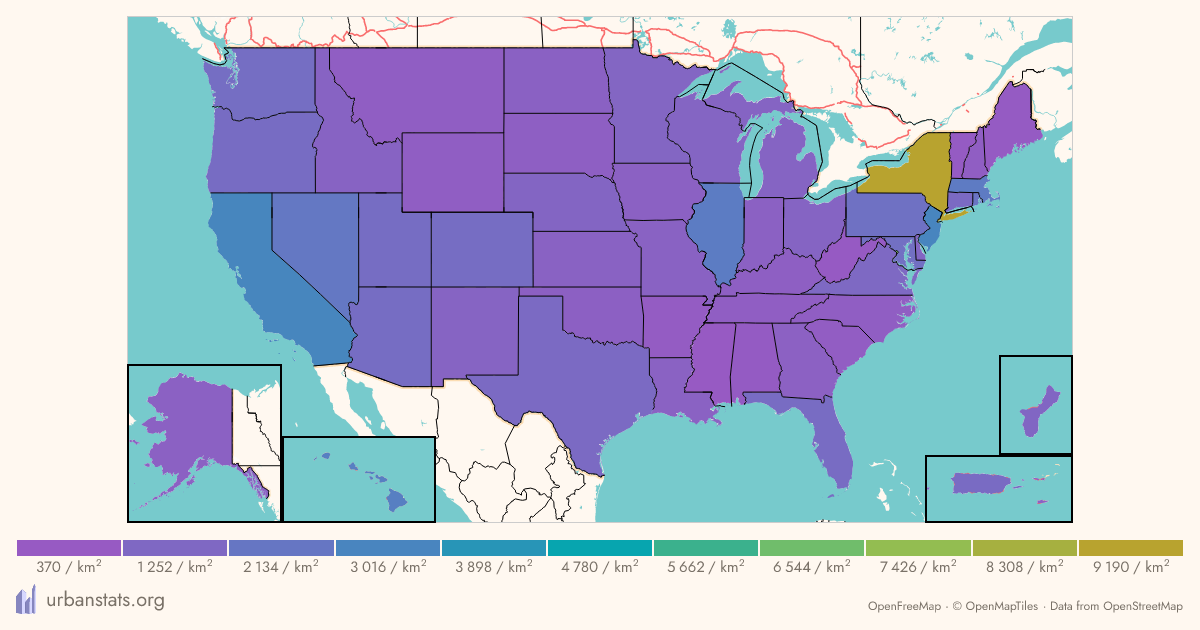 370 / km² 1 252 / km² 2 134 / km² 3 016 / km² 3 898 / km² 4 780 / km² 5 662 / km² 6 544 / km² 7 426 / km² 8 308 / km² 9 190 / km²
urbanstats.org
OpenFreeMap · © OpenMapTiles · Data from OpenStreetMap